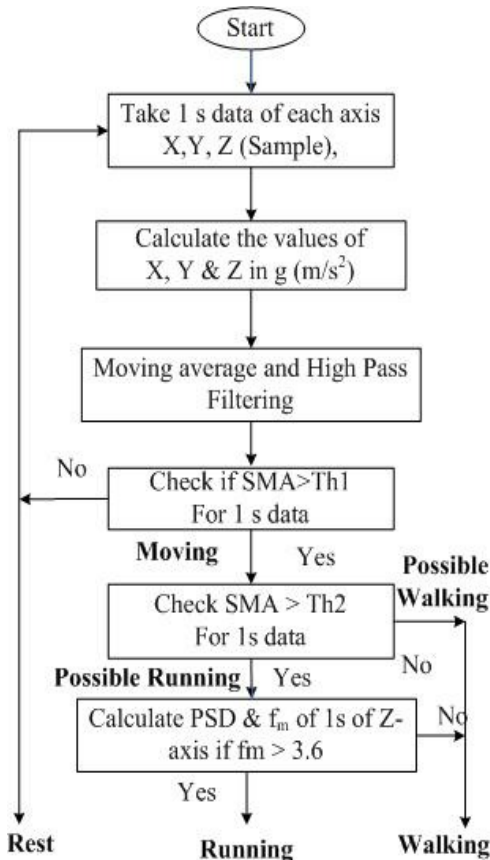 Start
Take 1 s data of each axis
X,Y, Z (Sample),
Calculate the values of
X, Y & Z in g (m/s²)
Moving average and High Pass
Filtering
No
Check if SMA>Th1
For 1 s data
Moving
Yes
Possible
Walking
Check SMA > Th2
For 1s data
No
Possible Running
Yes
Calculate PSD & fₘ of 1s of Z-
axis if fm > 3.6
No
Yes
Rest
Running
Walking